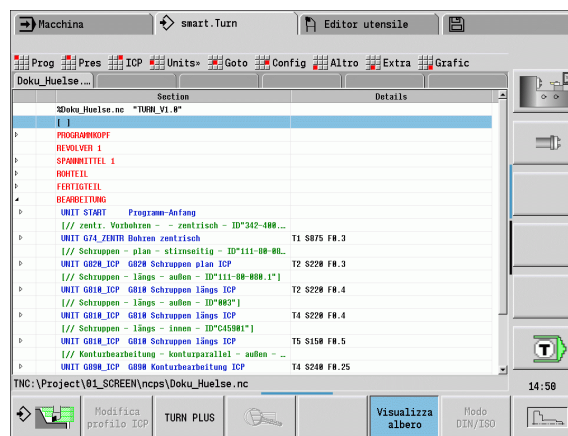 Macchina
smart.Turn
Editor utensile
Prog Pres ICP Units» Goto Config Altro Extra Grafic
Doku_Huelse...
Section Details
%Doku_Huelse.nc "TURN_V1.0"
[ ]
PROGRAMMKOPF
REVOLVER 1
SPANNMITTEL 1
ROHTEIL
FERTIGTEIL
BEARBEITUNG
UNIT START Programm-Anfang
[// zentr. Vorbohren - - zentrisch - ID"342-400...
UNIT G74_ZENTR Bohren zentrisch T1 S875 F0.3
[// Schruppen - plan - stirnseitig - ID"111-80-08...
UNIT G820_ICP G820 Schruppen plan ICP T2 S220 F0.3
[// Schruppen - längs - außen - ID"111-80-080.1"]
UNIT G810_ICP G810 Schruppen längs ICP T2 S220 F0.4
[// Schruppen - längs - außen - ID"003"]
UNIT G810_ICP G810 Schruppen längs ICP T4 S220 F0.4
[// Schruppen - längs - innen - ID"C45901"]
UNIT G810_ICP G810 Schruppen längs ICP T5 S150 F0.5
[// Konturbearbeitung - konturparallel - außen - ...
UNIT G890_ICP G890 Konturbearbeitung ICP T4 S240 F0.25
TNC:\Project\01_SCREEN\ncps\Doku_Huelse.nc
T
14:50
Modifica
profilo ICP
TURN PLUS
Visualizza
albero
Modo
DIN/ISO